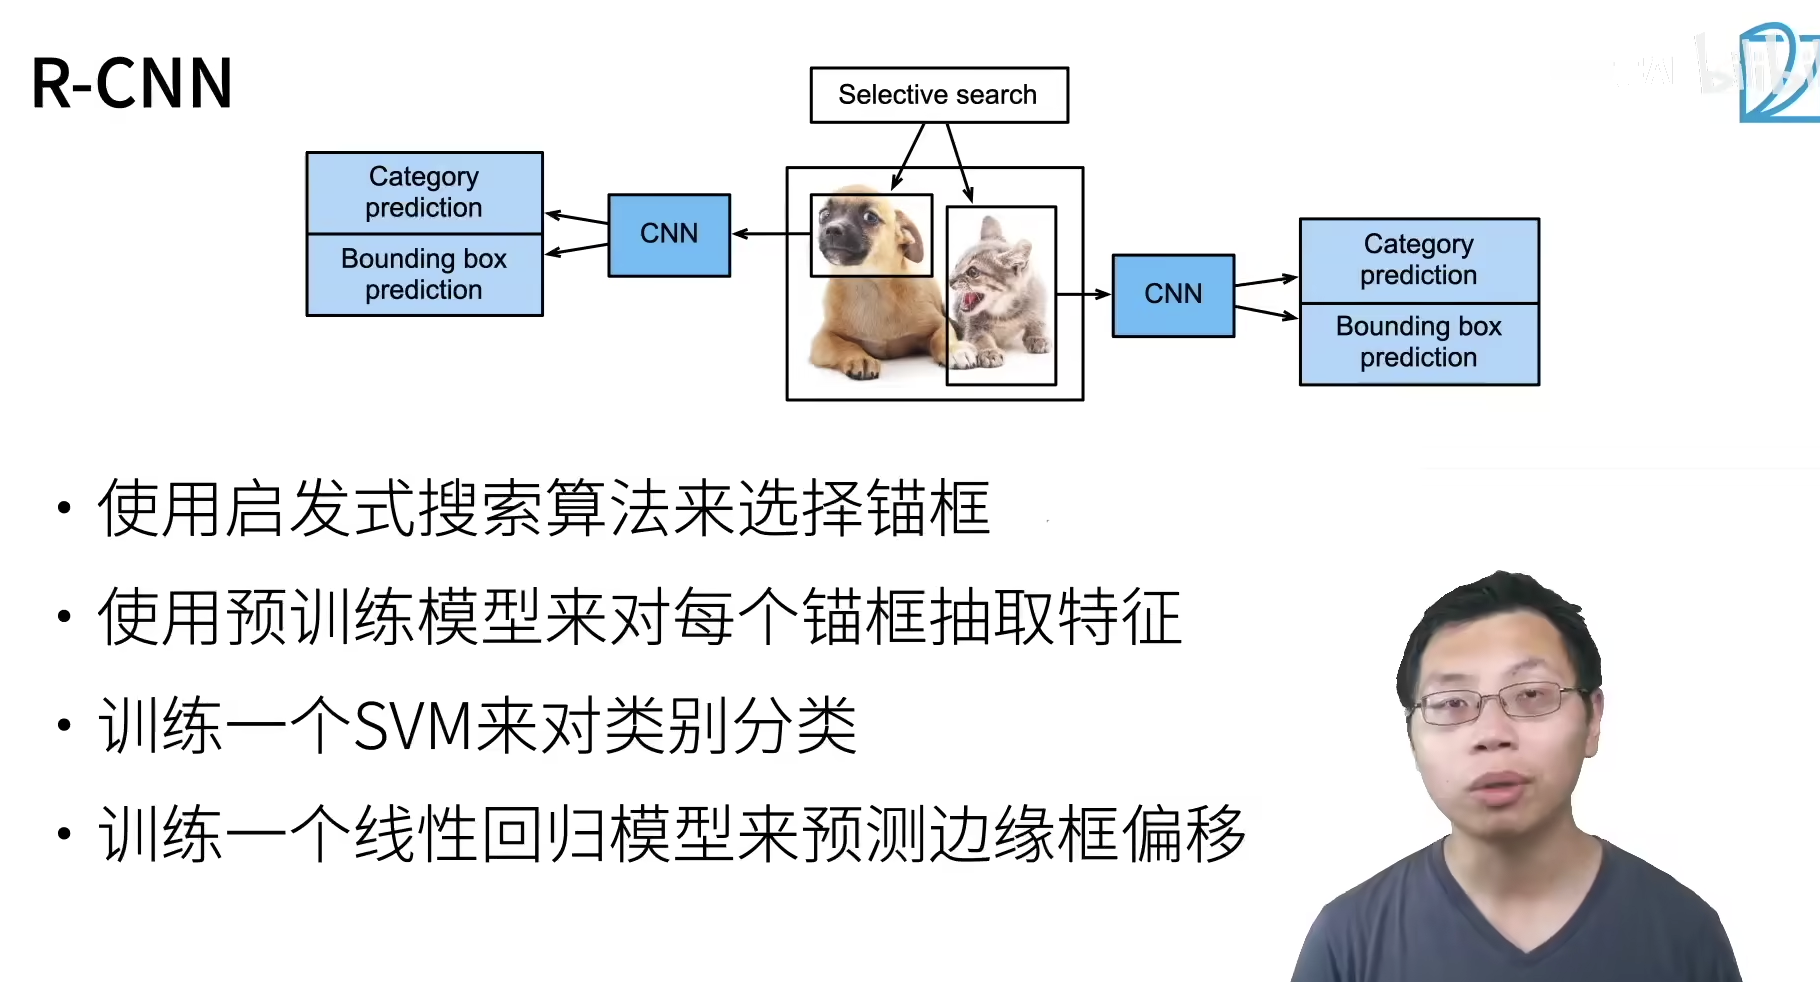 R-CNN
Selective search
Category
prediction
Bounding box
prediction
CNN
CNN
Category
prediction
Bounding box
prediction
• 使用启发式搜索算法来选择锚框
• 使用预训练模型来对每个锚框抽取特征
• 训练一个SVM来对类别分类
• 训练一个线性回归模型来预测边缘框偏移